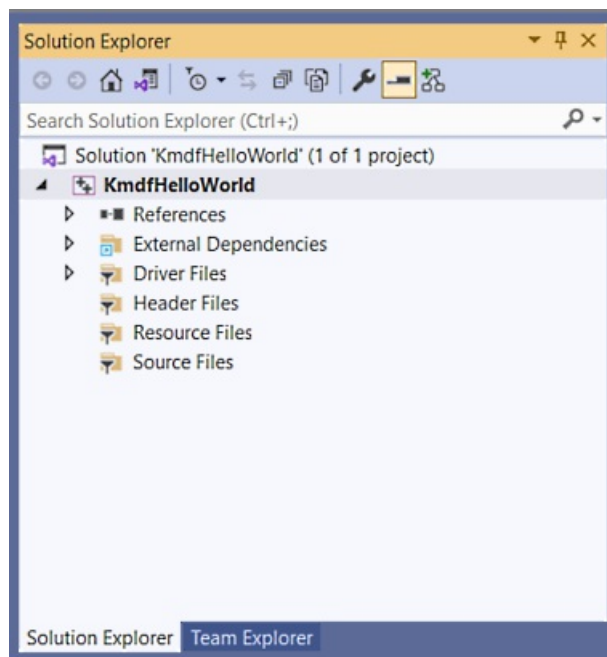 Solution Explorer
Search Solution Explorer (Ctrl+;)
Solution 'KmdfHelloWorld' (1 of 1 project)
KmdfHelloWorld
References
External Dependencies
Driver Files
Header Files
Resource Files
Source Files
Solution Explorer Team Explorer